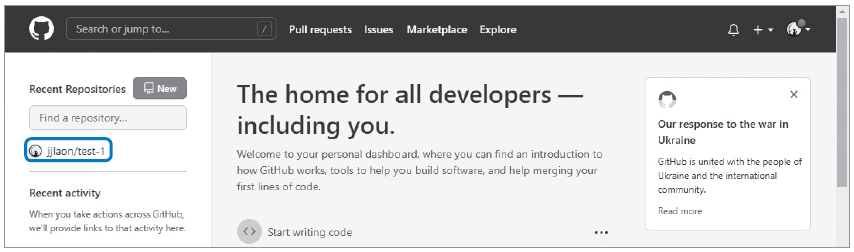 Search or jump to...
/
Pull requests
Issues
Marketplace
Explore
Recent Repositories
New
Find a repository...
jjlaon/test-1
Recent activity
When you take actions across GitHub,
we'll provide links to that activity here.
The home for all developers —
including you.
Welcome to your personal dashboard, where you can find an introduction to
how GitHub works, tools to help you build software, and help merging your
first lines of code.
Start writing code
Our response to the war in
Ukraine
GitHub is united with the people of
Ukraine and the international
community.
Read more